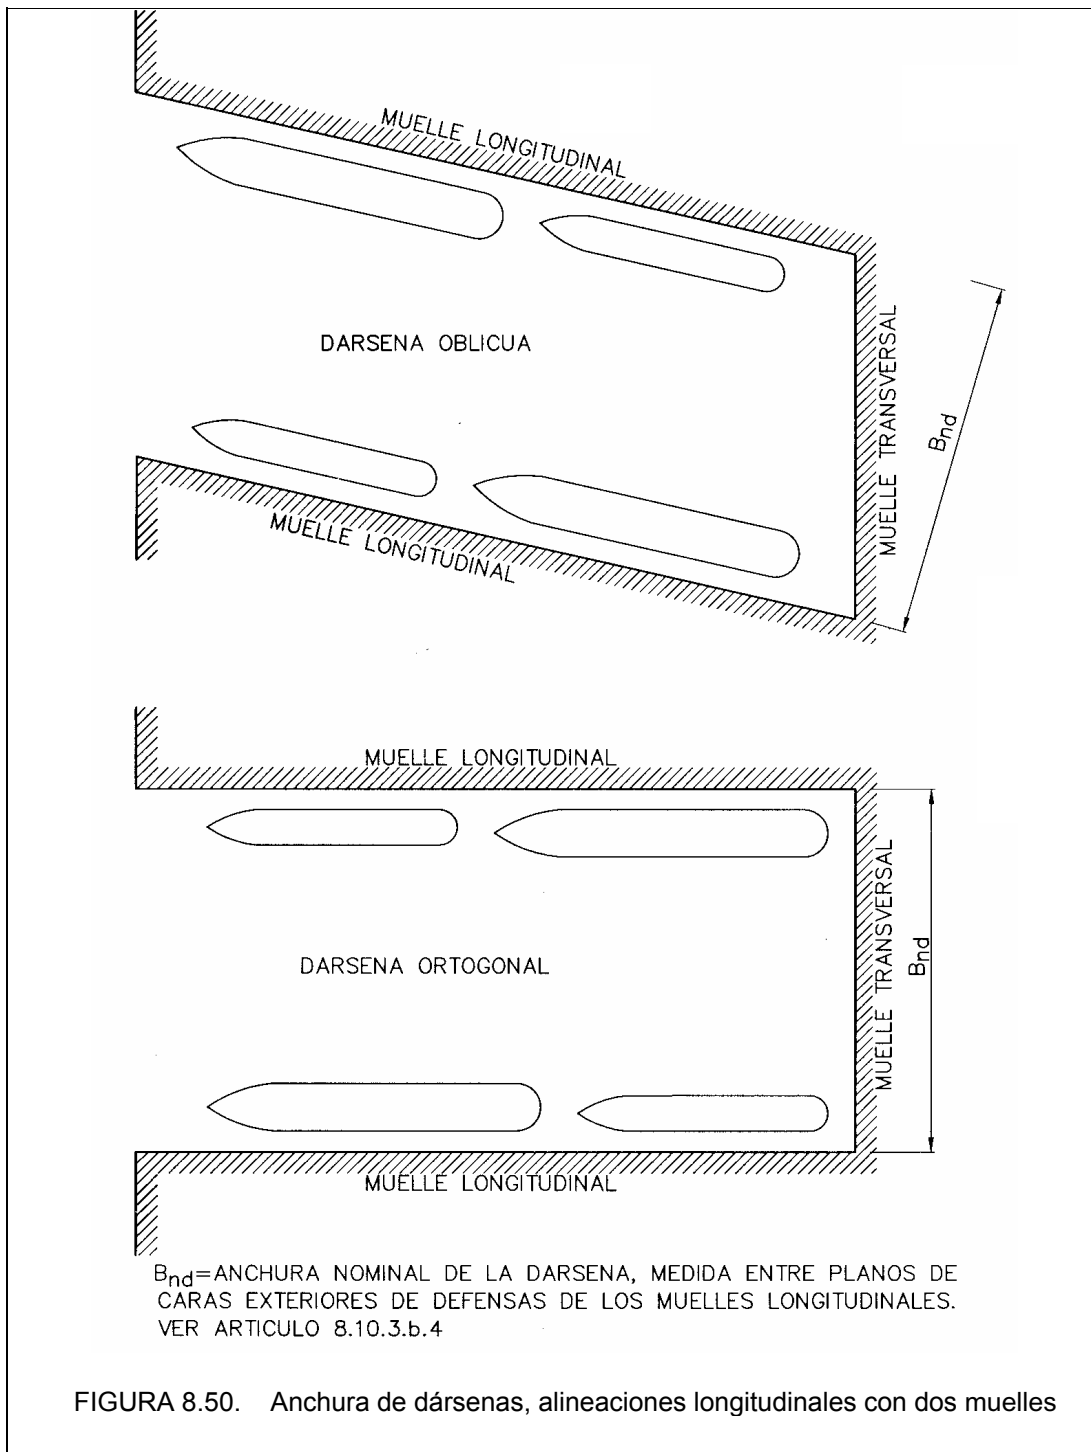 MUELLE LONGITUDINAL
DARSENA OBLICUA
MUELLE TRANSVERSAL
Bnd
MUELLE LONGITUDINAL
MUELLE LONGITUDINAL
DARSENA ORTOGONAL
MUELLE TRANSVERSAL
Bnd
MUELLE LONGITUDINAL
Bnd=ANCHURA NOMINAL DE LA DARSENA, MEDIDA ENTRE PLANOS DE
CARAS EXTERIORES DE DEFENSAS DE LOS MUELLES LONGITUDINALES.
VER ARTICULO 8.10.3.b.4
FIGURA 8.50. Anchura de dársenas, alineaciones longitudinales con dos muelles